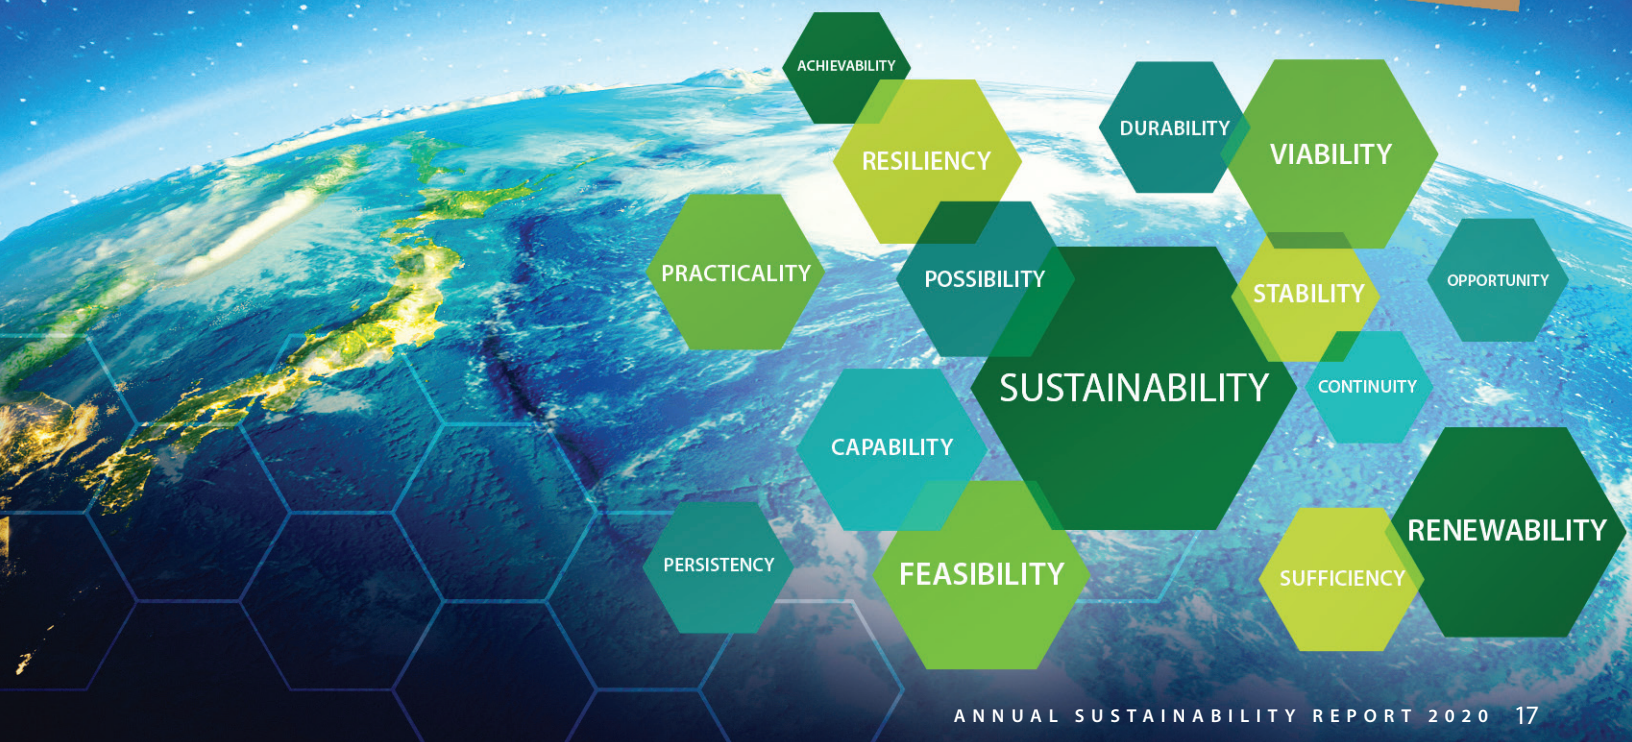 ACHIEVABILITY
RESILIENCY
DURABILITY
VIABILITY
PRACTICALITY
POSSIBILITY
STABILITY
OPPORTUNITY
SUSTAINABILITY
CONTINUITY
CAPABILITY
PERSISTENCY
FEASIBILITY
SUFFICIENCY
RENEWABILITY
ANNUAL SUSTAINABILITY REPORT 2020 17